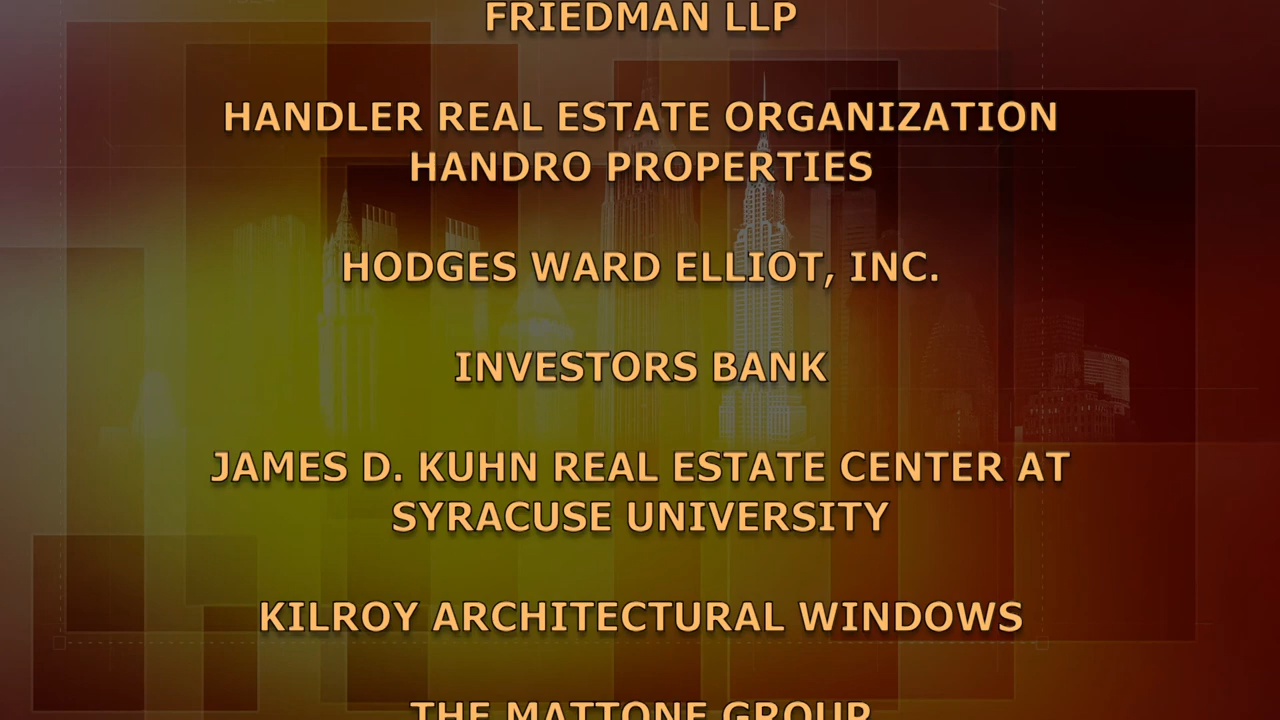 FRIEDMAN LLP
HANDLER REAL ESTATE ORGANIZATION
HANDRO PROPERTIES
HODGES WARD ELLIOT, INC.
INVESTORS BANK
JAMES D. KUHN REAL ESTATE CENTER AT
SYRACUSE UNIVERSITY
KILROY ARCHITECTURAL WINDOWS
THE MATTONE GROUP